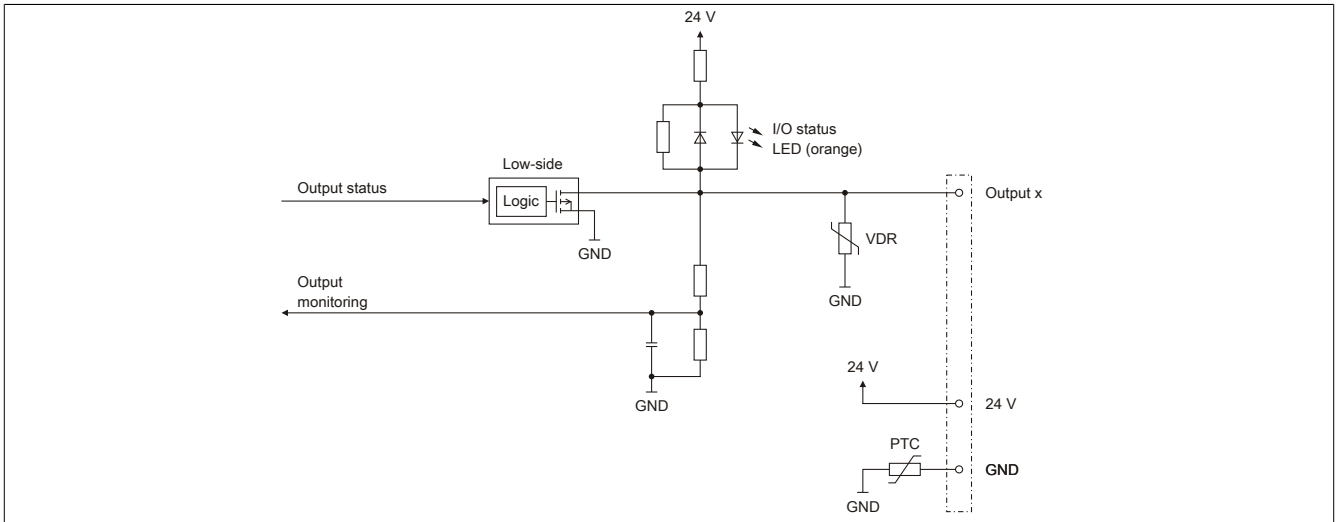 24 V
I/O status
LED (orange)
Low-side
Output status
Logic
Output x
GND
VDR
Output
monitoring
GND
24 V
GND
24 V
PTC
GND
GND